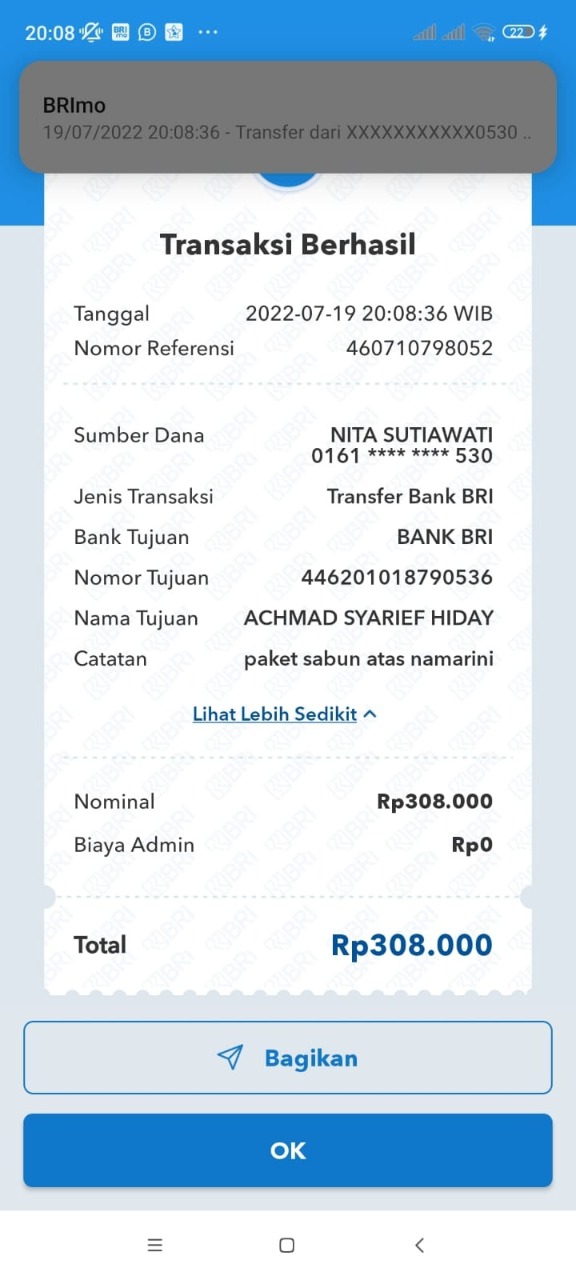 20:08
22
BRImo
19/07/2022 20:08:36 - Transfer dari XXXXXXXXXXX0530 ..
Transaksi Berhasil
Tanggal 2022-07-19 20:08:36 WIB
Nomor Referensi 460710798052
Sumber Dana NITA SUTIAWATI
0161 **** **** 530
Jenis Transaksi Transfer Bank BRI
Bank Tujuan BANK BRI
Nomor Tujuan 446201018790536
Nama Tujuan ACHMAD SYARIEF HIDAY
Catatan paket sabun atas namarini
Lihat Lebih Sedikit
Nominal Rp308.000
Biaya Admin Rp0
Total Rp308.000
Bagikan
OK